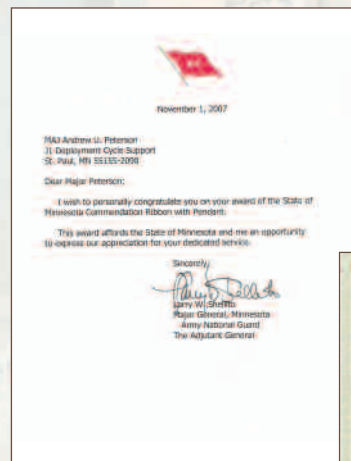 November 1, 2007
MAJ Andrew U. Peterson
J1 Deployment Cycle Support
St. Paul, MN 55155-2098
Dear Major Peterson:
I wish to personally congratulate you on your award of the State of
Minnesota Commendation Ribbon with Pendant.
This award affords the State of Minnesota and me an opportunity
to express our appreciation for your dedicated service.
Sincerely,
Larry W. Shellito
Major General, Minnesota
Army National Guard
The Adjutant General